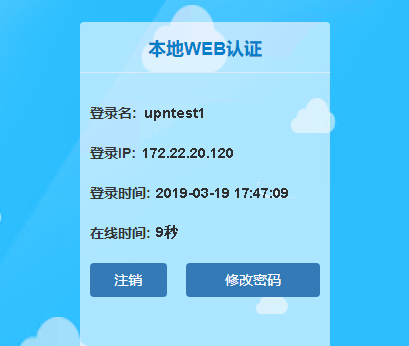 本地WEB认证
登录名: upntest1
登录IP: 172.22.20.120
登录时间: 2019-03-19 17:47:09
在线时间: 9秒
注销 修改密码